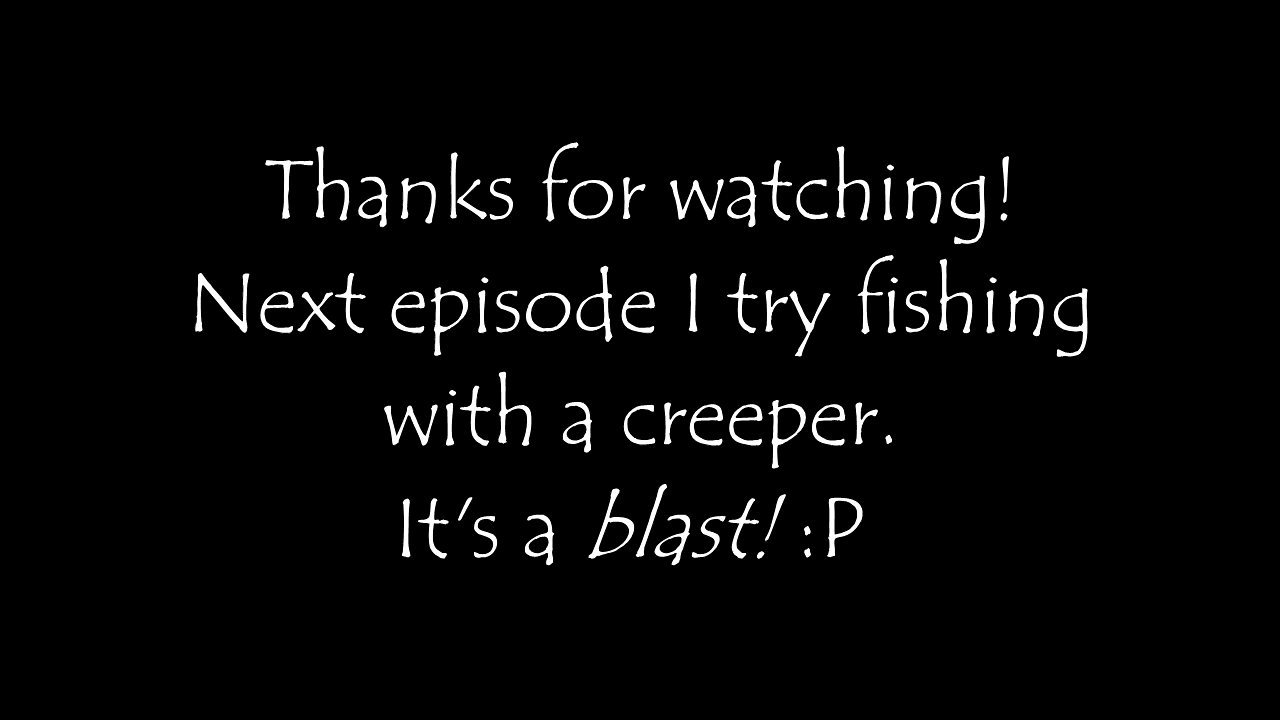 Thanks for watching!
Next episode I try fishing
with a creeper.
It's a blast! :P